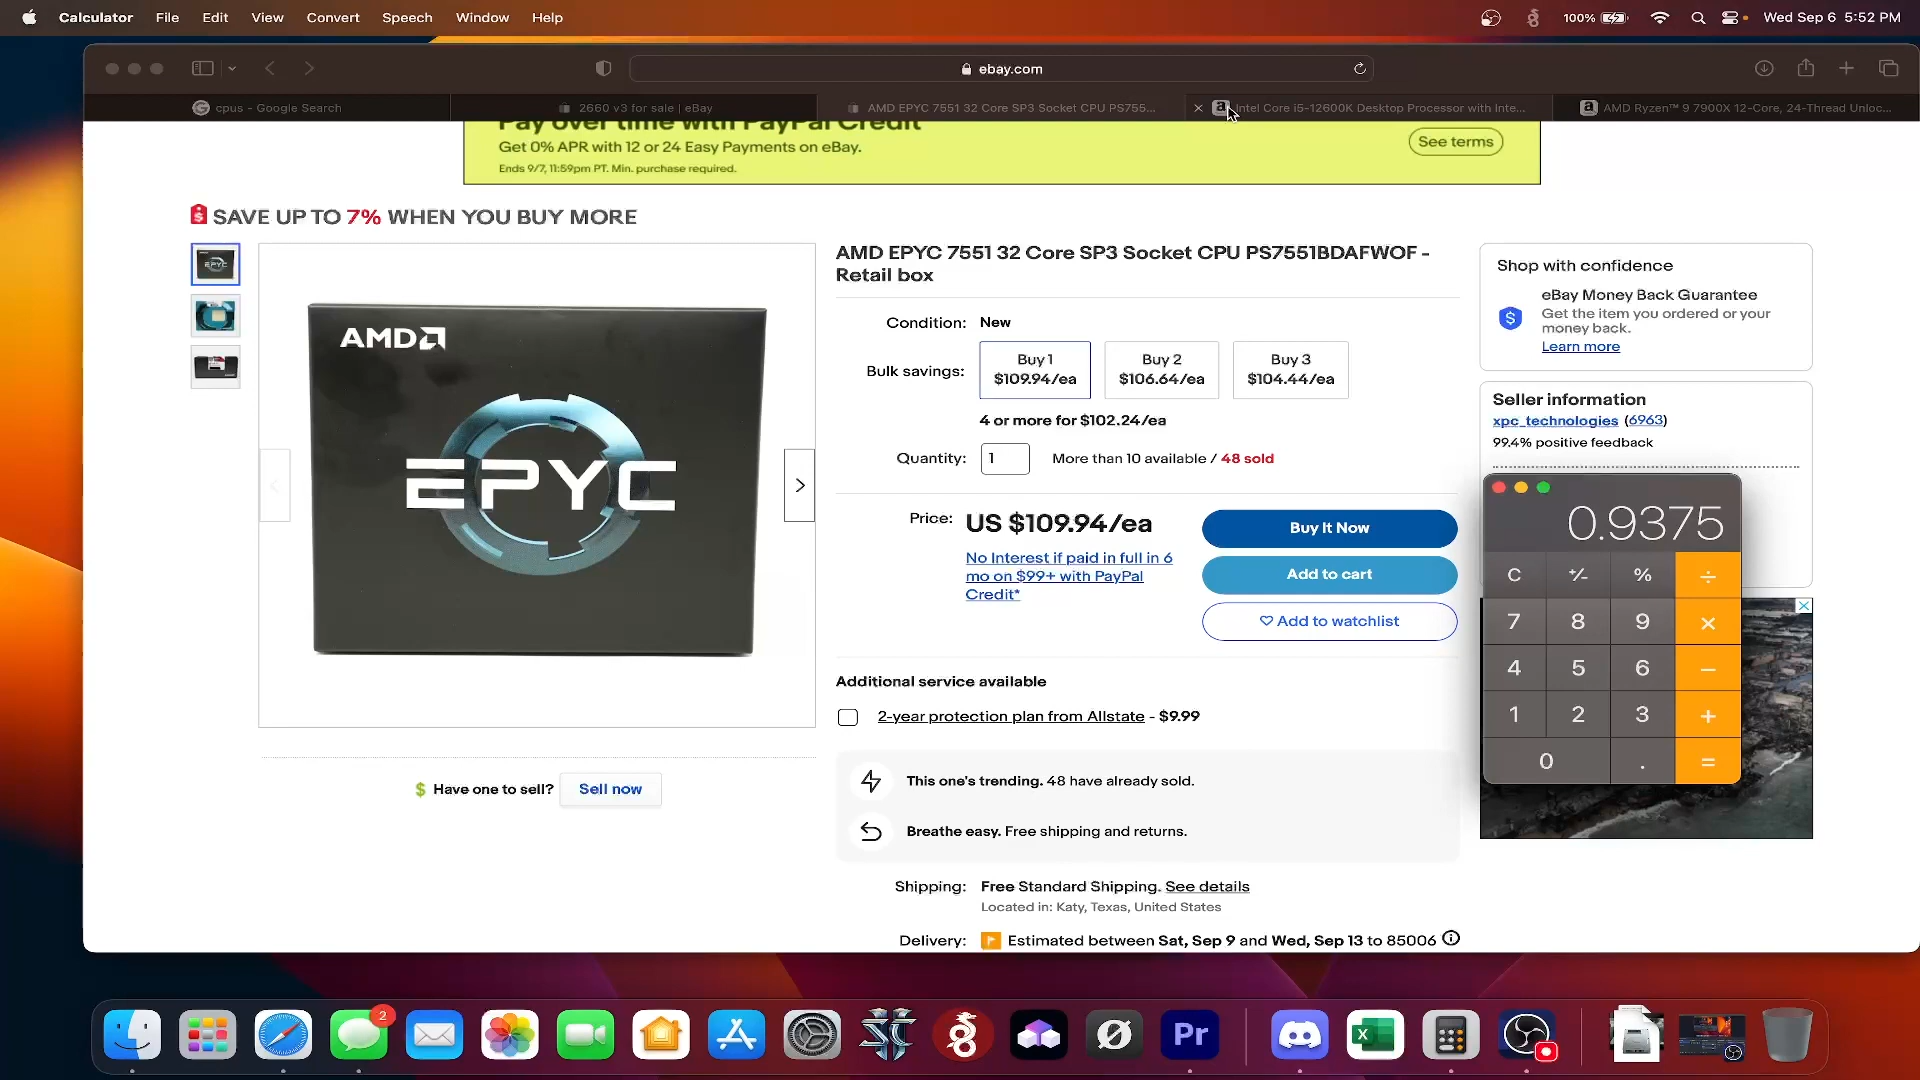 Calculator File Edit View Convert Speech Window Help 100% Wed Sep 6 5:52 PM
ebay.com
cpus - Google Search
2660 v3 for sale | eBay
AMD EPYC 7551 32 Core SP3 Socket CPU PS755...
Intel Core i5-12600K Desktop Processor with Inte...
AMD Ryzen™ 9 7900X 12-Core, 24-Thread Unloc...
Pay over time with PayPal Credit
Get 0% APR with 12 or 24 Easy Payments on eBay.
Ends 9/7, 11:59pm PT. Min. purchase required.
See terms
SAVE UP TO 7% WHEN YOU BUY MORE
AMD
EPYC
AMD EPYC 7551 32 Core SP3 Socket CPU PS7551BDAFWOF -
Retail box
Condition: New
Bulk savings:
Buy 1
$109.94/ea
Buy 2
$106.64/ea
Buy 3
$104.44/ea
4 or more for $102.24/ea
Quantity: 1 More than 10 available / 48 sold
Price: US $109.94/ea
No Interest if paid in full in 6
mo on $99+ with PayPal
Credit*
Buy It Now
Add to cart
Add to watchlist
Additional service available
2-year protection plan from Allstate - $9.99
This one's trending. 48 have already sold.
Breathe easy. Free shipping and returns.
Shipping: Free Standard Shipping. See details
Located in: Katy, Texas, United States
Delivery: Estimated between Sat, Sep 9 and Wed, Sep 13 to 85006
$ Have one to sell? Sell now
Shop with confidence
eBay Money Back Guarantee
Get the item you ordered or your
money back.
Learn more
Seller information
xpc_technologies (6963)
99.4% positive feedback
0.9375
C +/- % ÷
7 8 9 ×
4 5 6 −
1 2 3 +
0 . =
2
Pr
X